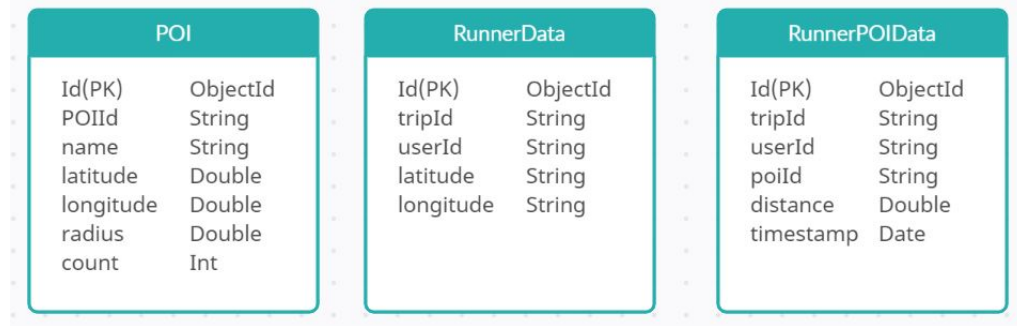 POI
Id(PK) ObjectId
POIId String
name String
latitude Double
longitude Double
radius Double
count Int
RunnerData
Id(PK) ObjectId
tripId String
userId String
latitude String
longitude String
RunnerPOIData
Id(PK) ObjectId
tripId String
userId String
poiId String
distance Double
timestamp Date